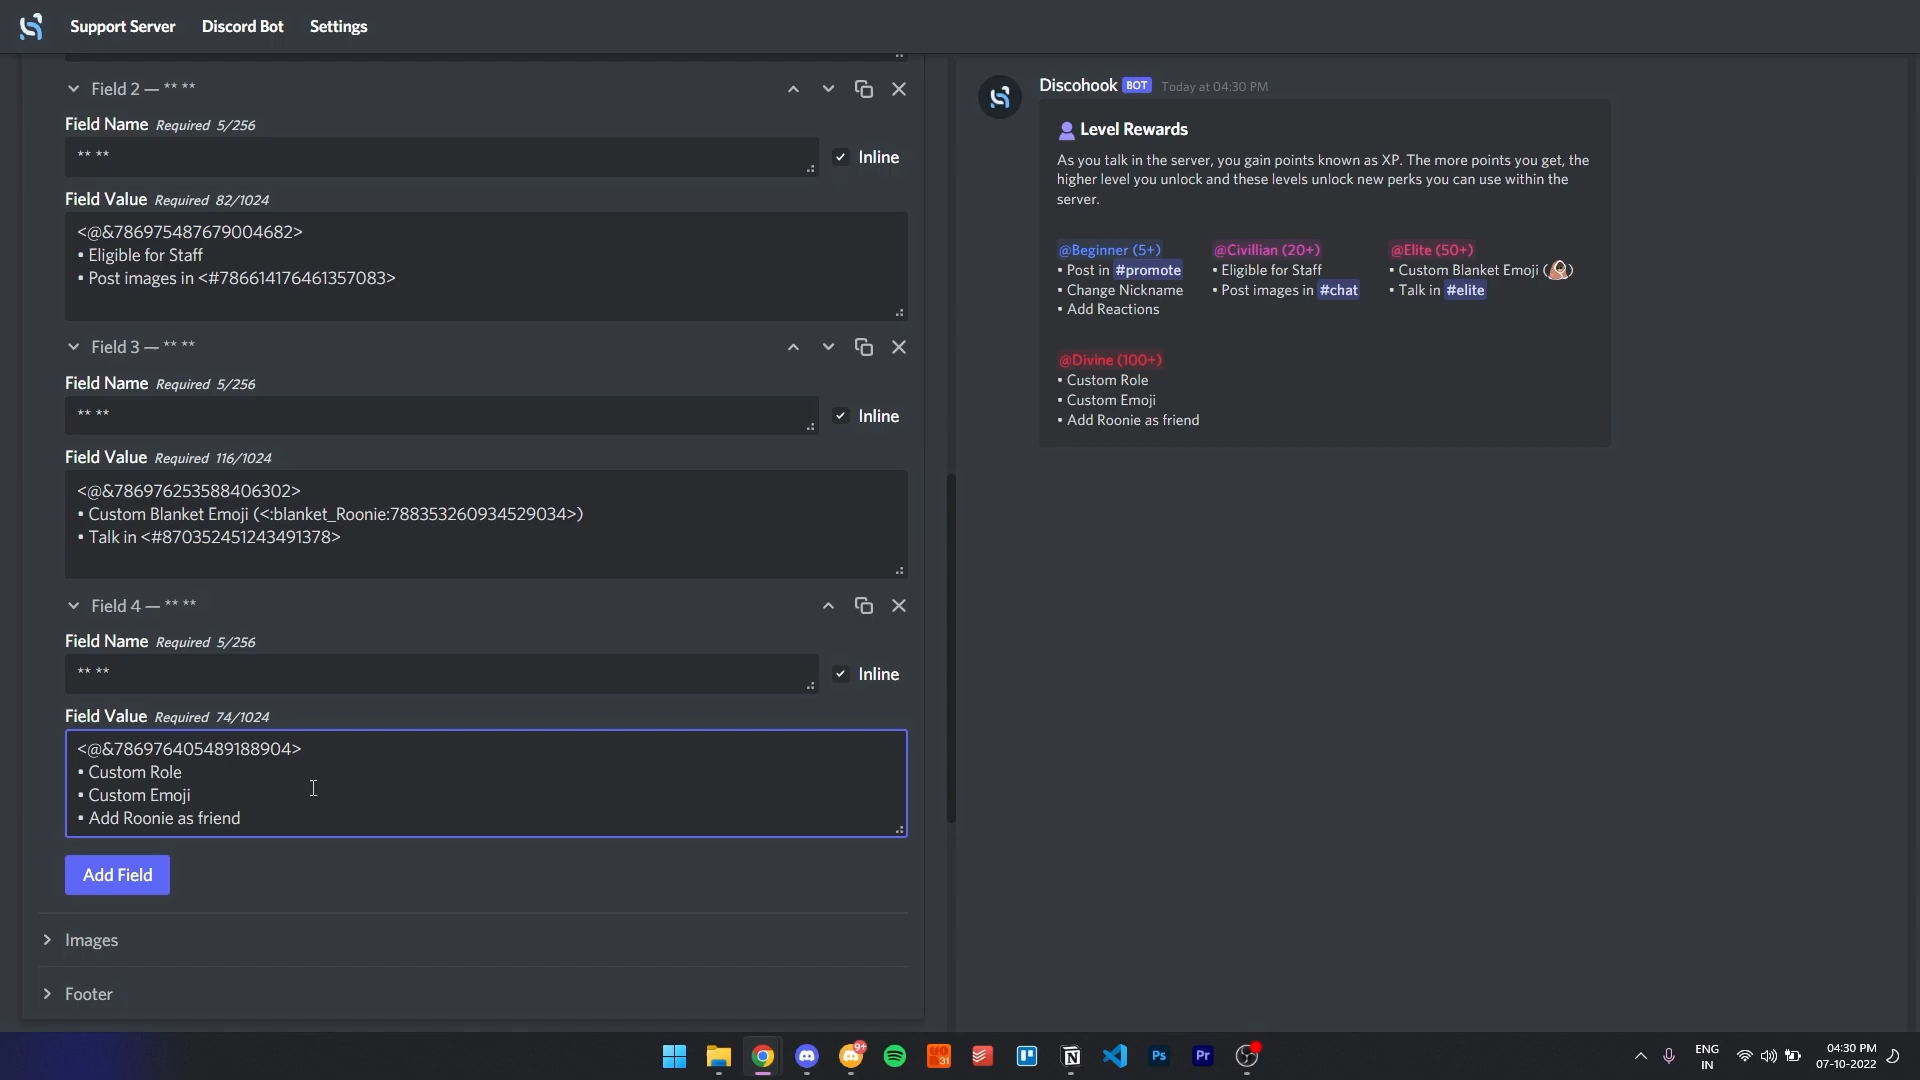 Support Server Discord Bot Settings
Field 2 — ** **
Field Name Required 5/256
** **
Inline
Field Value Required 82/1024
<@&786975487679004682>
• Eligible for Staff
• Post images in <#786614176461357083>
Field 3 — ** **
Field Name Required 5/256
** **
Inline
Field Value Required 116/1024
<@&786976253588406302>
• Custom Blanket Emoji (<:blanket_Roonie:788353260934529034>)
• Talk in <#870352451243491378>
Field 4 — ** **
Field Name Required 5/256
** **
Inline
Field Value Required 74/1024
<@&786976405489188904>
• Custom Role
• Custom Emoji
• Add Roonie as friend
Add Field
Images
Footer
Discohook BOT Today at 04:30 PM
Level Rewards
As you talk in the server, you gain points known as XP. The more points you get, the
higher level you unlock and these levels unlock new perks you can use within the
server.
@Beginner (5+)
• Post in #promote
• Change Nickname
• Add Reactions
@Civillian (20+)
• Eligible for Staff
• Post images in #chat
@Elite (50+)
• Custom Blanket Emoji ( )
• Talk in #elite
@Divine (100+)
• Custom Role
• Custom Emoji
• Add Roonie as friend
9+
31
Ps
Pr
ENG
IN
04:30 PM
07-10-2022